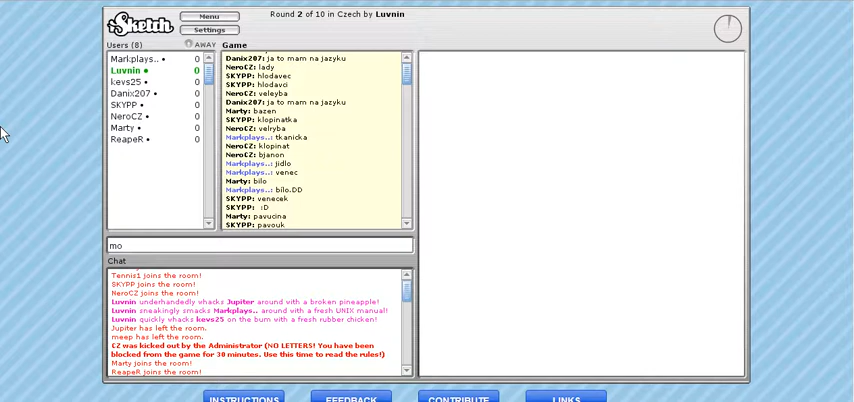 iSketch
Menu
Settings
Round 2 of 10 in Czech by Luvnin
Users (8)
AWAY
Game
Markplays.. • 0
Luvnin • 0
kevs25 • 0
Danix207 • 0
SKYPP • 0
NeroCZ • 0
Marty • 0
ReapeR • 0
Danix207: ja to mam na jazyku
NeroCZ: lady
SKYPP: hlodavec
SKYPP: hlodavci
NeroCZ: veleyba
Danix207: ja to mam na jazyku
Marty: bazen
SKYPP: klopinatka
NeroCZ: velryba
Markplays..: tkanicka
NeroCZ: klopinat
NeroCZ: bjanon
Markplays..: jidlo
Markplays..: venec
Marty: bilo
Markplays..: bílo.DD
SKYPP: venecek
SKYPP: :D
Marty: pavucina
SKYPP: pavouk
mo
Chat
Tennis1 joins the room!
SKYPP joins the room!
NeroCZ joins the room!
Luvnin underhandedly whacks Jupiter around with a broken pineapple!
Luvnin sneakingly smacks Markplays.. around with a fresh UNIX manual!
Luvnin quickly whacks kevs25 on the bum with a fresh rubber chicken!
Jupiter has left the room.
meep has left the room.
CZ was kicked out by the Administrator (NO LETTERS! You have
been blocked from the game for 30 minutes. Use this time to read the rules!)
Marty joins the room!
ReapeR joins the room!
INSTRUCTIONS
FEEDBACK
CONTRIBUTE
LINKS